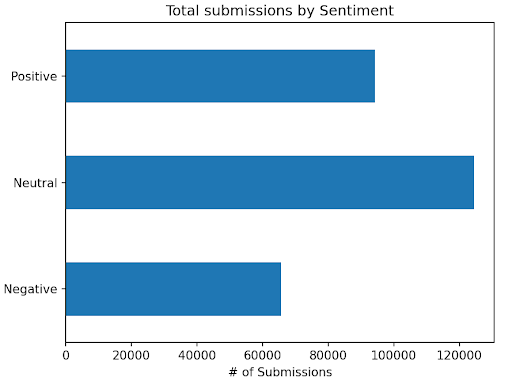 Total submissions by Sentiment
Positive
Neutral
Negative
0 20000 40000 60000 80000 100000 120000
# of Submissions